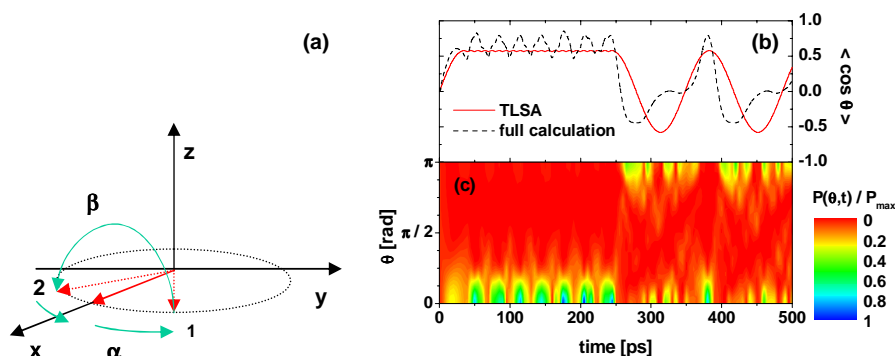 (a)
z
β
y
2
1
x
α
(b)
1.0
0.5
0.0
-0.5
-1.0
< cos θ >
TLSA
full calculation
(c)
π
π / 2
0
θ [rad]
0 100 200 300 400 500
time [ps]
P(θ,t) / Pmax
0
0.2
0.4
0.6
0.8
1